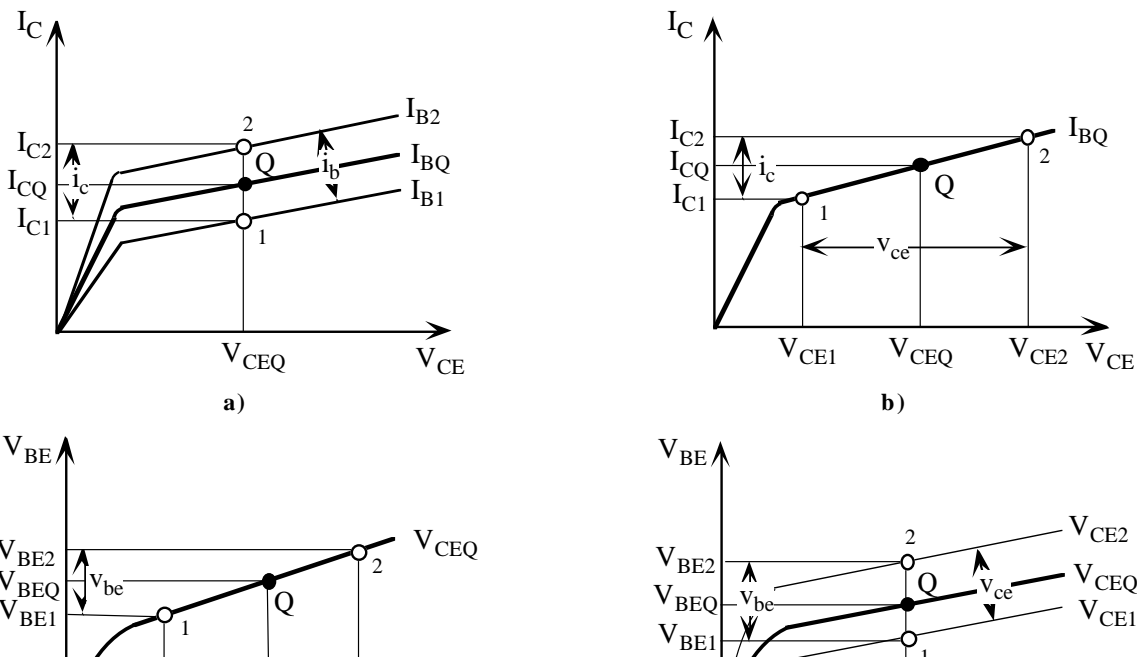 I_C
2
I_B2
I_C2
Q
I_BQ
i_b
I_CQ
i_c
I_B1
I_C1
1
V_CEQ
V_CE
a)
I_C
I_C2
I_BQ
I_CQ
i_c
2
Q
I_C1
1
v_ce
V_CE1
V_CEQ
V_CE2
V_CE
b)
V_BE
V_BE2
V_CEQ
2
V_BEQ
v_be
Q
V_BE1
1
V_BE
V_CE2
2
V_BE2
Q
V_CEQ
v_ce
V_BEQ
v_be
V_CE1
V_BE1
1